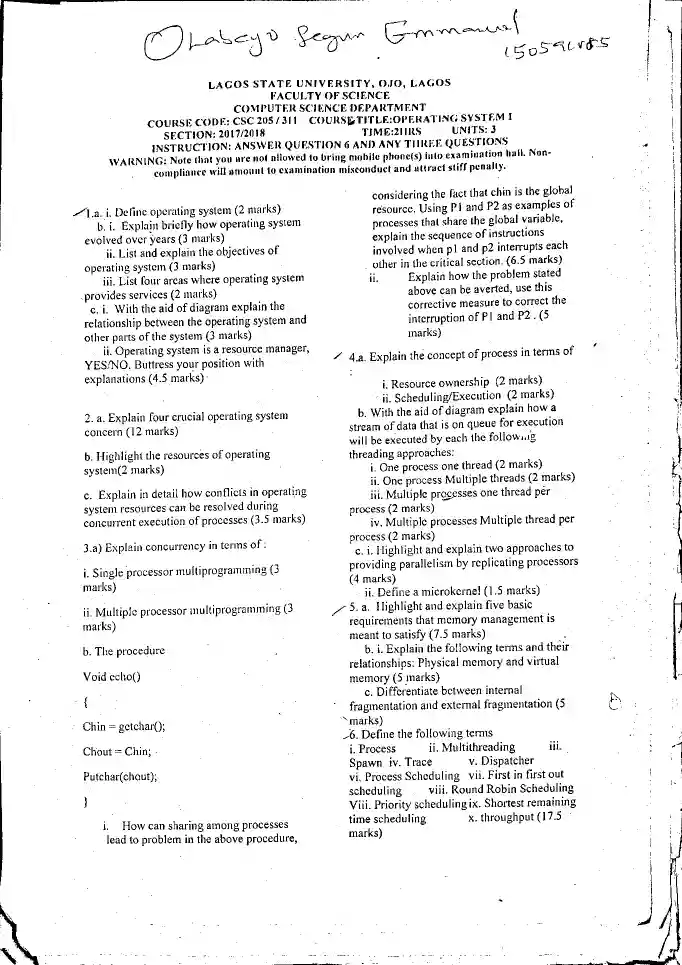 Olabeyo Segun Emmanuel
LAGOS STATE UNIVERSITY, OJO, LAGOS
FACULTY OF SCIENCE
COMPUTER SCIENCE DEPARTMENT
COURSE CODE: CSC 205 / 311 COURSE TITLE:OPERATING SYSTEM I
SECTION: 2017/2018 TIME:2HRS UNITS: 3
INSTRUCTION: ANSWER QUESTION 6 AND ANY THREE QUESTIONS
WARNING: Note that you are not allowed to bring mobile phone(s) into examination hall. Non-
compliance will amount to examination misconduct and attract stiff penalty.
1.a. i. Define operating system (2 marks)
b. i. Explain briefly how operating system
evolved over years (3 marks)
ii. List and explain the objectives of
operating system (3 marks)
iii. List four areas where operating system
provides services (2 marks)
c. i. With the aid of diagram explain the
relationship between the operating system and
other parts of the system (3 marks)
ii. Operating system is a resource manager,
YES/NO. Buttress your position with
explanations (4.5 marks)
2. a. Explain four crucial operating system
concern (12 marks)
b. Highlight the resources of operating
system(2 marks)
c. Explain in detail how conflicts in operating
system resources can be resolved during
concurrent execution of processes (3.5 marks)
3.a) Explain concurrency in terms of :
i. Single processor multiprogramming (3
marks)
ii. Multiple processor multiprogramming (3
marks)
b. The procedure
Void echo()
{
Chin = getchar();
Chout = Chin;
Putchar(chout);
}
i. How can sharing among processes
lead to problem in the above procedure,
considering the fact that chin is the global
resource. Using P1 and P2 as examples of
processes that share the global variable,
explain the sequence of instructions
involved when p1 and p2 interrupts each
other in the critical section. (6.5 marks)
ii. Explain how the problem stated
above can be averted, use this
corrective measure to correct the
interruption of P1 and P2 . (5
marks)
4.a. Explain the concept of process in terms of
:
i. Resource ownership (2 marks)
ii. Scheduling/Execution (2 marks)
b. With the aid of diagram explain how a
stream of data that is on queue for execution
will be executed by each the following
threading approaches:
i. One process one thread (2 marks)
ii. One process Multiple threads (2 marks)
iii. Multiple processes one thread per
process (2 marks)
iv. Multiple processes Multiple thread per
process (2 marks)
c. i. Highlight and explain two approaches to
providing parallelism by replicating processors
(4 marks)
ii. Define a microkernel (1.5 marks)
5. a. Highlight and explain five basic
requirements that memory management is
meant to satisfy (7.5 marks)
b. i. Explain the following terms and their
relationships: Physical memory and virtual
memory (5 marks)
c. Differentiate between internal
fragmentation and external fragmentation (5
marks)
6. Define the following terms
i. Process ii. Multithreading iii.
Spawn iv. Trace v. Dispatcher
vi. Process Scheduling vii. First in first out
scheduling viii. Round Robin Scheduling
Viii. Priority scheduling ix. Shortest remaining
time scheduling x. throughput (17.5
marks)